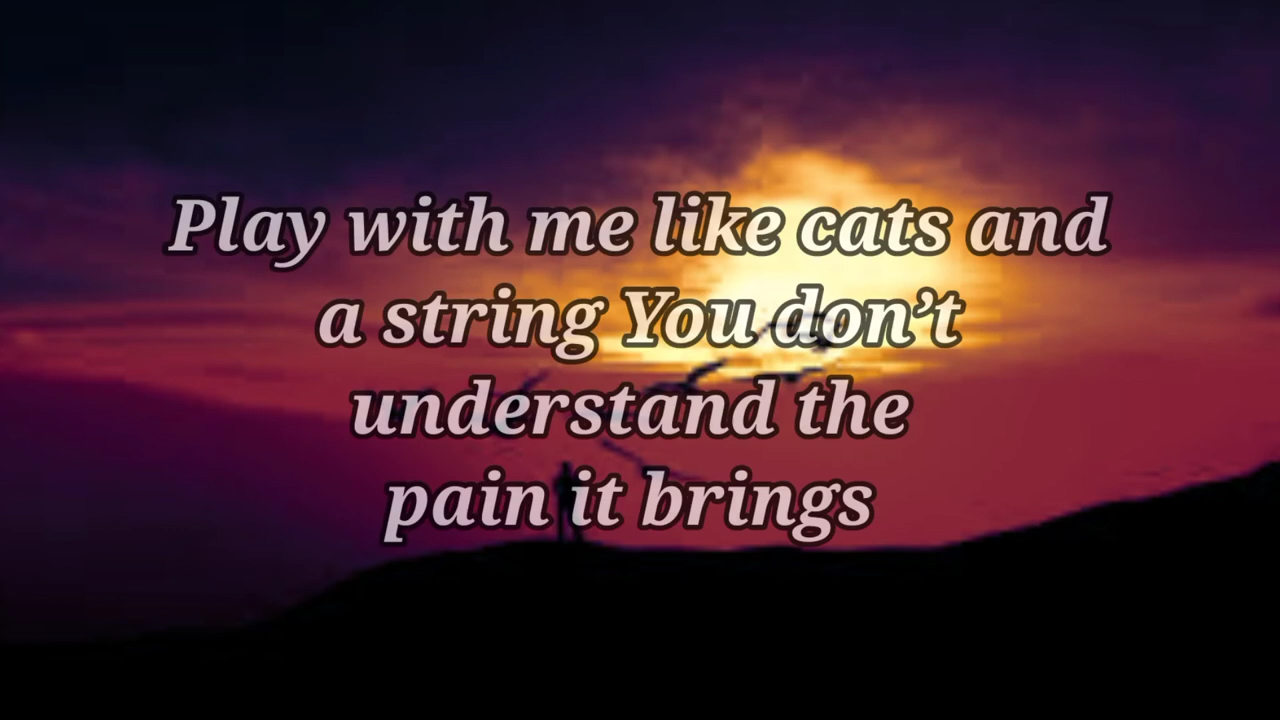 Play with me like cats and
a string You don’t
understand the
pain it brings